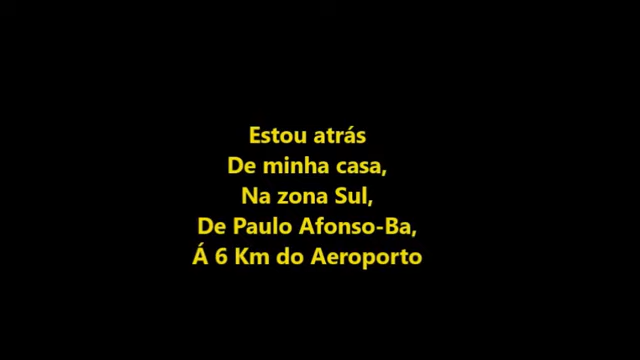 Estou atrás
De minha casa,
Na zona Sul,
De Paulo Afonso-Ba,
Á 6 Km do Aeroporto